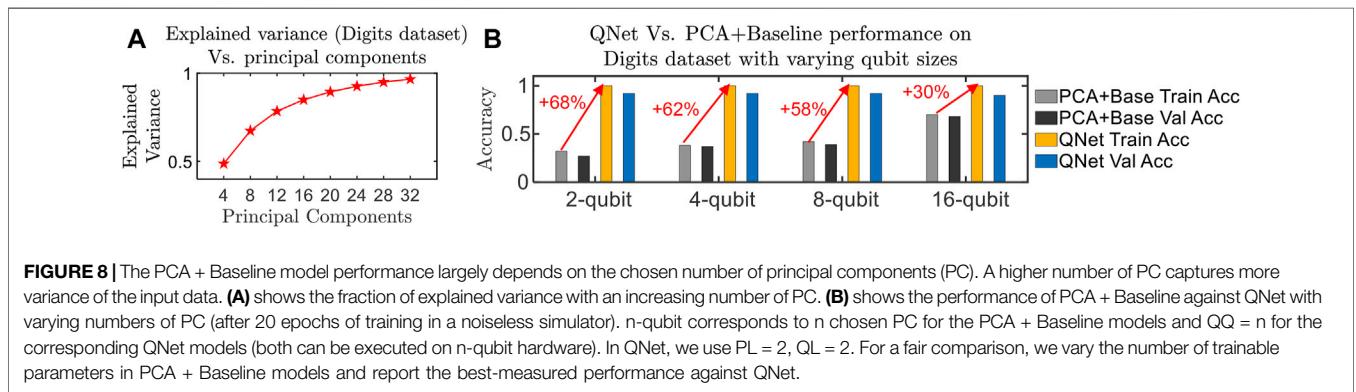 A
Explained variance (Digits dataset)
Vs. principal components
1
0.5
Explained
Variance
4 8 12 16 20 24 28 32
Principal Components
B
QNet Vs. PCA+Baseline performance on
Digits dataset with varying qubit sizes
1
0.5
0
Accuracy
+68%
+62%
+58%
+30%
2-qubit 4-qubit 8-qubit 16-qubit
PCA+Base Train Acc
PCA+Base Val Acc
QNet Train Acc
QNet Val Acc
FIGURE 8 | The PCA + Baseline model performance largely depends on the chosen number of principal components (PC). A higher number of PC captures more
variance of the input data. (A) shows the fraction of explained variance with an increasing number of PC. (B) shows the performance of PCA + Baseline against QNet with
varying numbers of PC (after 20 epochs of training in a noiseless simulator). n-qubit corresponds to n chosen PC for the PCA + Baseline models and QQ = n for the
corresponding QNet models (both can be executed on n-qubit hardware). In QNet, we use PL = 2, QL = 2. For a fair comparison, we vary the number of trainable
parameters in PCA + Baseline models and report the best-measured performance against QNet.